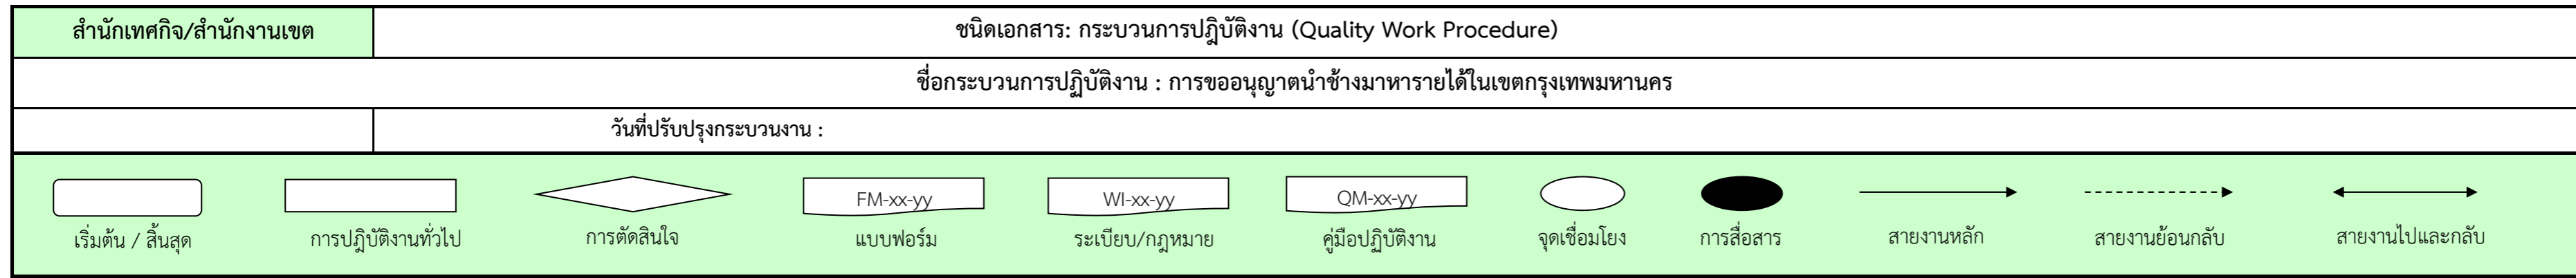 สำนักเทศกิจ/สำนักงานเขต ชนิดเอกสาร: กระบวนการปฏิบัติงาน (Quality Work Procedure)
ชื่อกระบวนการปฏิบัติงาน : การขออนุญาตนำช้างมาหารายได้ในเขตกรุงเทพมหานคร
วันที่ปรับปรุงกระบวนงาน :
FM-xx-yy WI-xx-yy QM-xx-yy
เริ่มต้น / สิ้นสุด การปฏิบัติงานทั่วไป การตัดสินใจ แบบฟอร์ม ระเบียบ/กฎหมาย คู่มือปฏิบัติงาน จุดเชื่อมโยง การสื่อสาร สายงานหลัก สายงานย้อนกลับ สายงานไปและกลับ